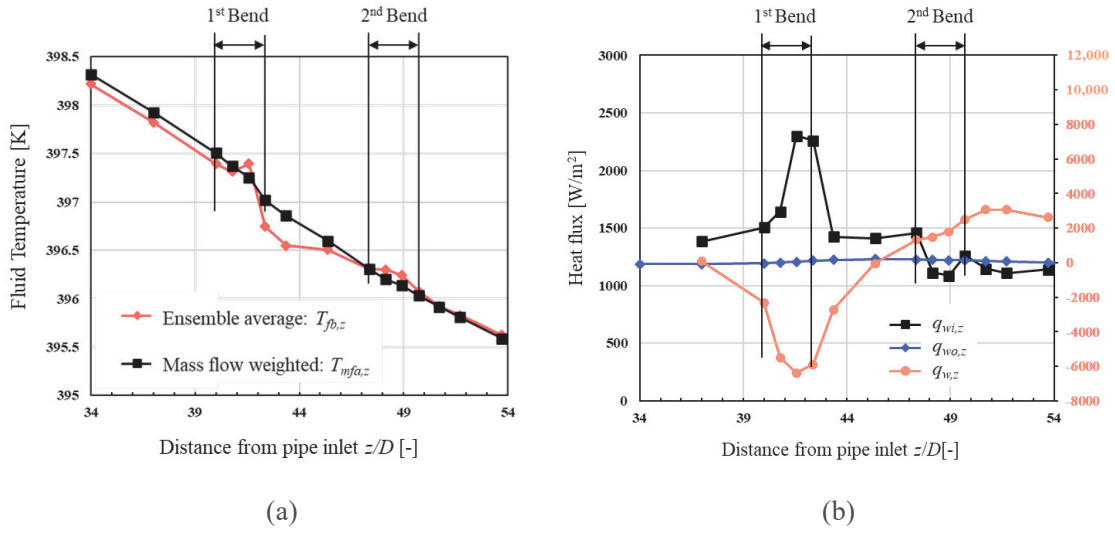 (a)
1st Bend
2nd Bend
398.5
398
397.5
397
396.5
396
395.5
395
Fluid Temperature [K]
Ensemble average: Tfb,z
Mass flow weighted: Tmfa,z
34 39 44 49 54
Distance from pipe inlet z/D [-]
(a)
(b)
1st Bend
2nd Bend
3000
2500
2000
1500
1000
500
0
Heat flux [W/m2]
12,000
10,000
8000
6000
4000
2000
0
-2000
-4000
-6000
-8000
qwi,z
qwo,z
qw,z
34 39 44 49 54
Distance from pipe inlet z/D[-]
(b)